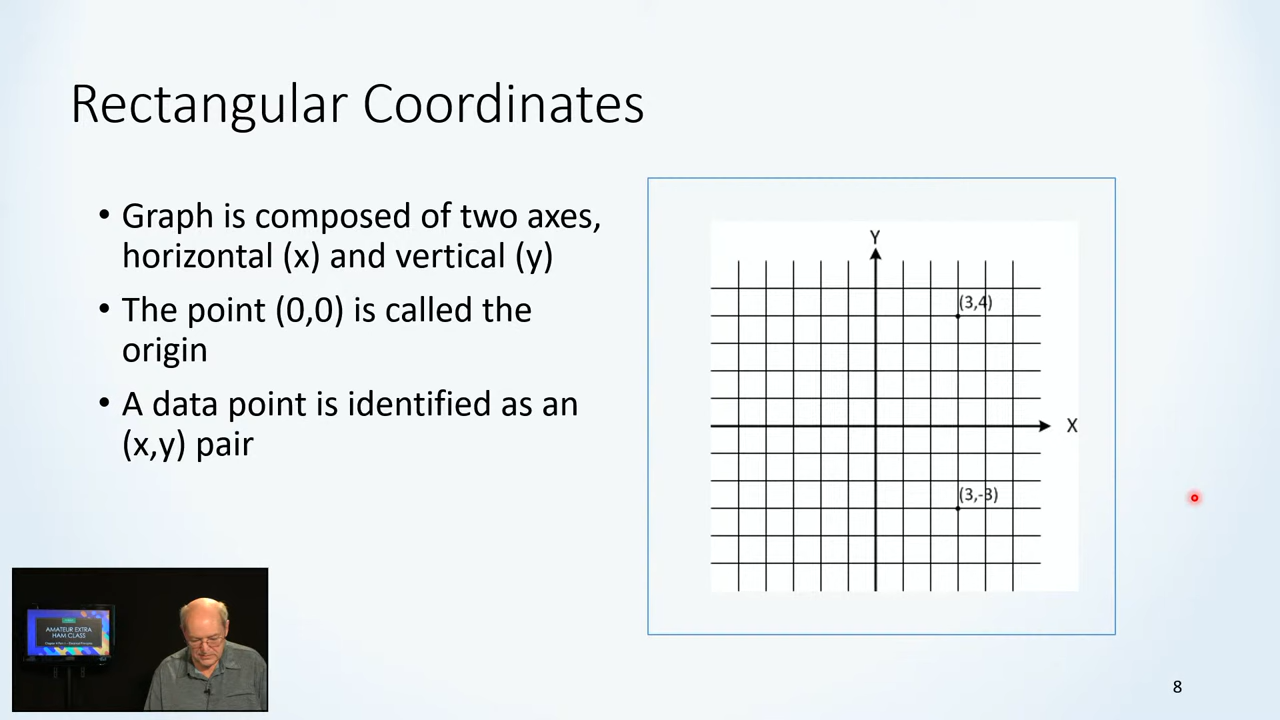 Rectangular Coordinates
• Graph is composed of two axes,
horizontal (x) and vertical (y)
• The point (0,0) is called the
origin
• A data point is identified as an
(x,y) pair
Y
(3,4)
X
(3,-3)
AMATEUR EXTRA
HAM CLASS
8